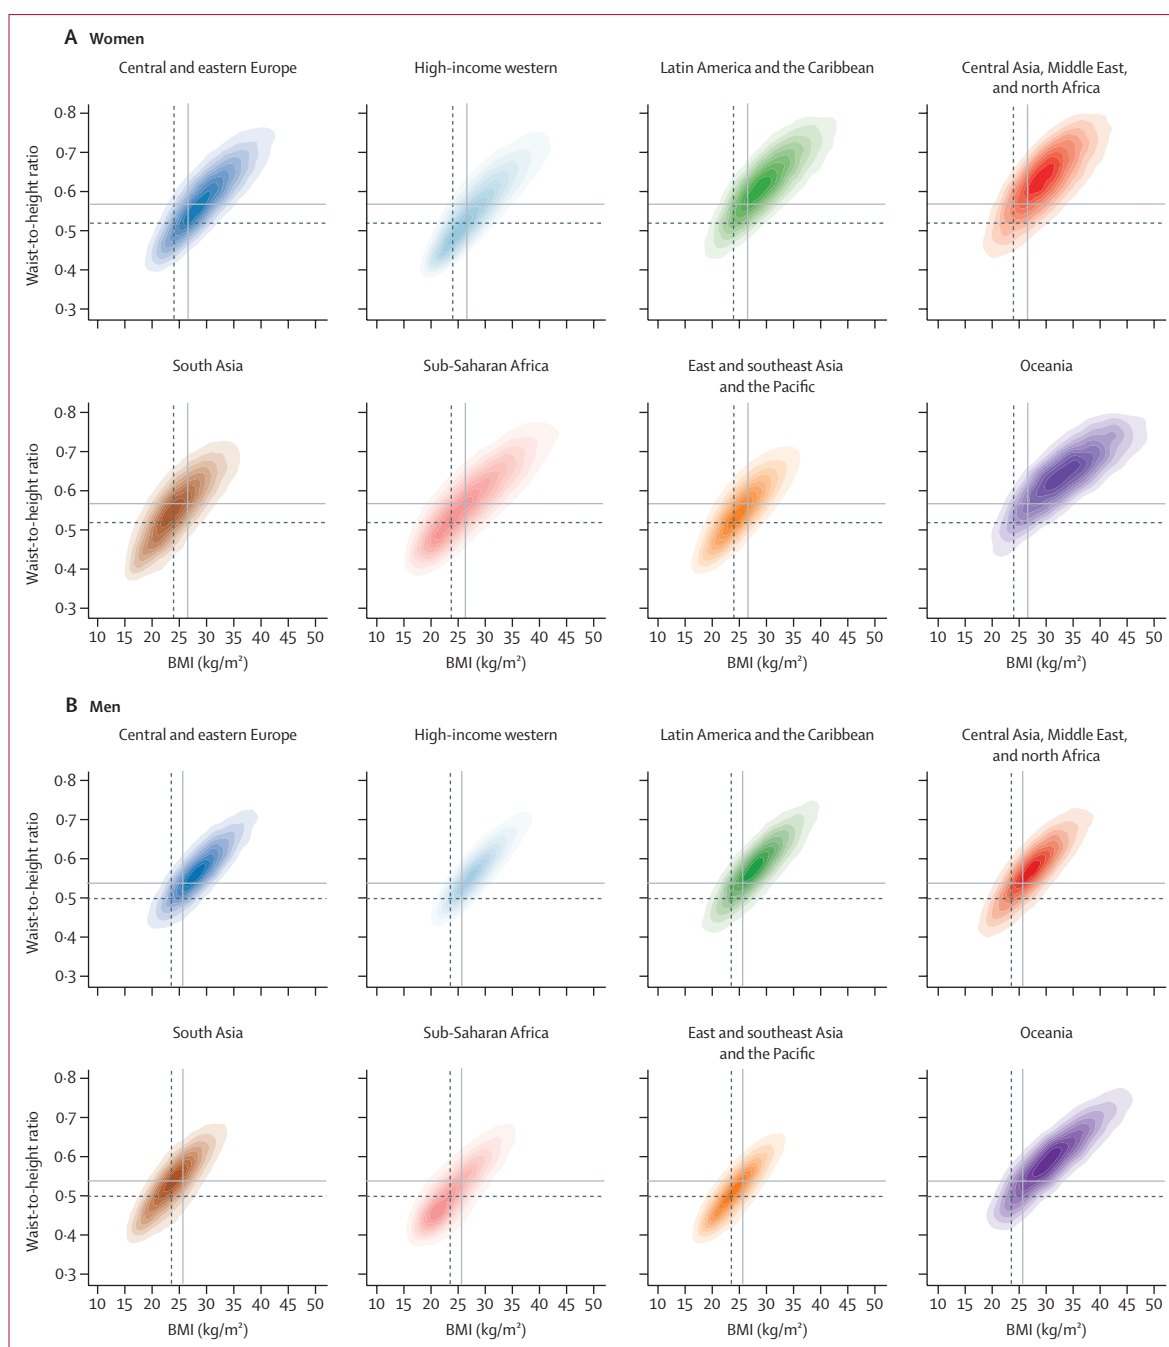 A Women
Central and eastern Europe
High-income western
Latin America and the Caribbean
Central Asia, Middle East,
and north Africa
Waist-to-height ratio
0·8
0·7
0·6
0·5
0·4
0·3
South Asia
Sub-Saharan Africa
East and southeast Asia
and the Pacific
Oceania
Waist-to-height ratio
0·8
0·7
0·6
0·5
0·4
0·3
10 15 20 25 30 35 40 45 50
10 15 20 25 30 35 40 45 50
10 15 20 25 30 35 40 45 50
10 15 20 25 30 35 40 45 50
BMI (kg/m²)
BMI (kg/m²)
BMI (kg/m²)
BMI (kg/m²)
B Men
Central and eastern Europe
High-income western
Latin America and the Caribbean
Central Asia, Middle East,
and north Africa
Waist-to-height ratio
0·8
0·7
0·6
0·5
0·4
0·3
South Asia
Sub-Saharan Africa
East and southeast Asia
and the Pacific
Oceania
Waist-to-height ratio
0·8
0·7
0·6
0·5
0·4
0·3
10 15 20 25 30 35 40 45 50
10 15 20 25 30 35 40 45 50
10 15 20 25 30 35 40 45 50
10 15 20 25 30 35 40 45 50
BMI (kg/m²)
BMI (kg/m²)
BMI (kg/m²)
BMI (kg/m²)